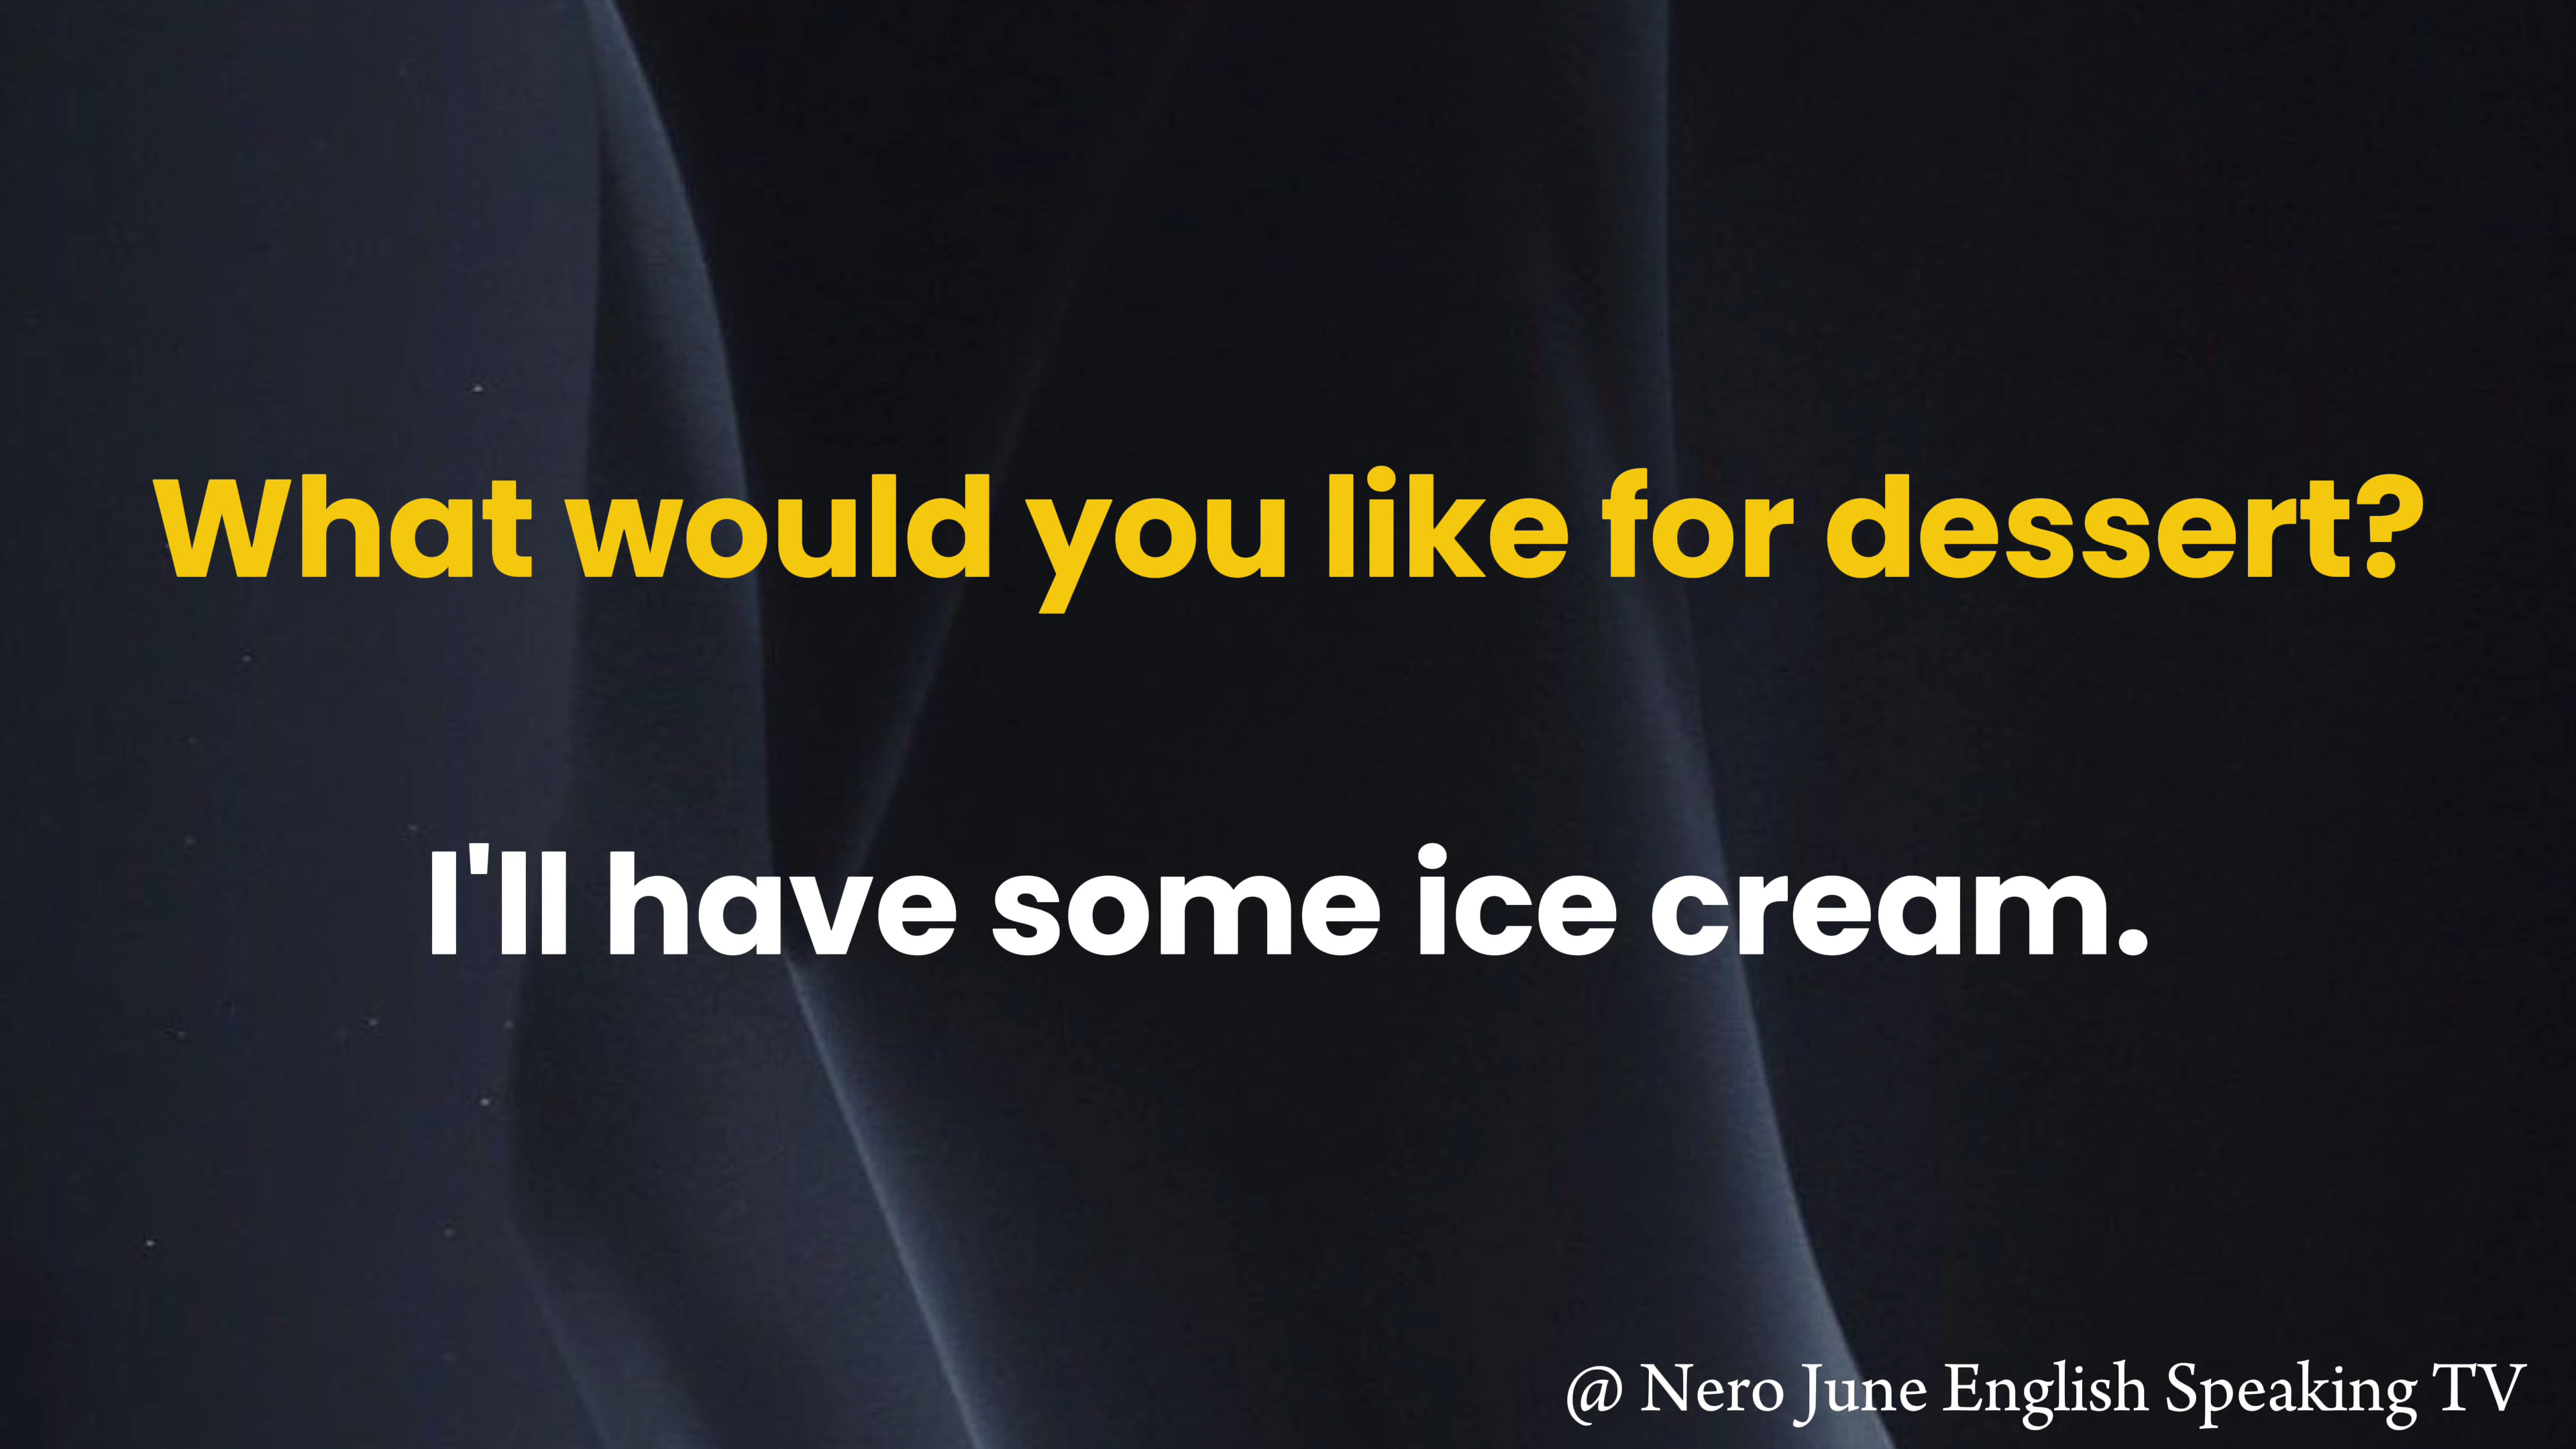 What would you like for dessert?
I'll have some ice cream.
@ Nero June English Speaking TV